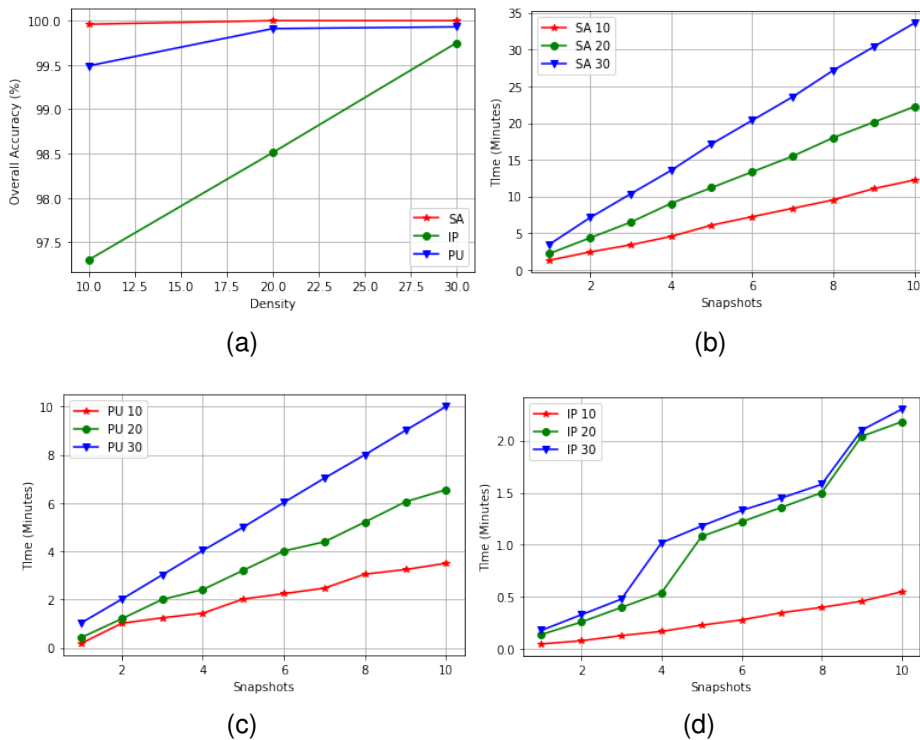 100.0
99.5
99.0
98.5
98.0
97.5
Overall Accuracy (%)
SA
IP
PU
10.0 12.5 15.0 17.5 20.0 22.5 25.0 27.5 30.0
Density
(a)
35
30
25
20
15
10
5
0
TIme (Minutes)
SA 10
SA 20
SA 30
2 4 6 8 10
Snapshots
(b)
10
8
6
4
2
0
TIme (Minutes)
PU 10
PU 20
PU 30
2 4 6 8 10
Snapshots
(c)
2.0
1.5
1.0
0.5
0.0
TIme (Minutes)
IP 10
IP 20
IP 30
2 4 6 8 10
Snapshots
(d)